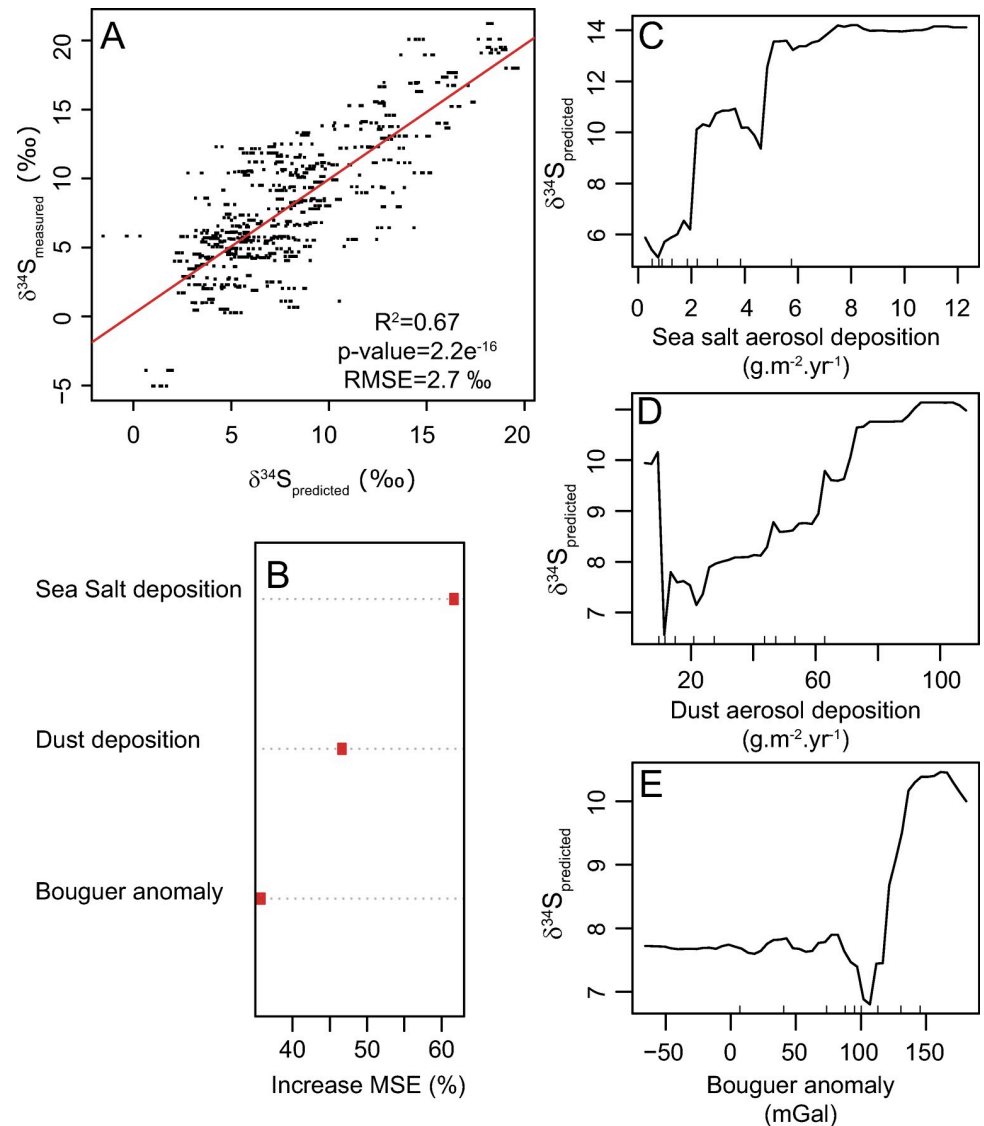 A
δ³⁴Smeasured (‰)
20
15
10
5
0
−5
R²=0.67
p-value=2.2e⁻¹⁶
RMSE=2.7 ‰
0 5 10 15 20
δ³⁴Spredicted (‰)
B
Sea Salt deposition
Dust deposition
Bouguer anomaly
40 50 60
Increase MSE (%)
C
δ³⁴Spredicted
14
12
10
8
6
0 2 4 6 8 10 12
Sea salt aerosol deposition
(g.m⁻².yr⁻¹)
D
δ³⁴Spredicted
10
9
8
7
20 60 100
Dust aerosol deposition
(g.m⁻².yr⁻¹)
E
δ³⁴Spredicted
10
9
8
7
−50 0 50 100 150
Bouguer anomaly
(mGal)